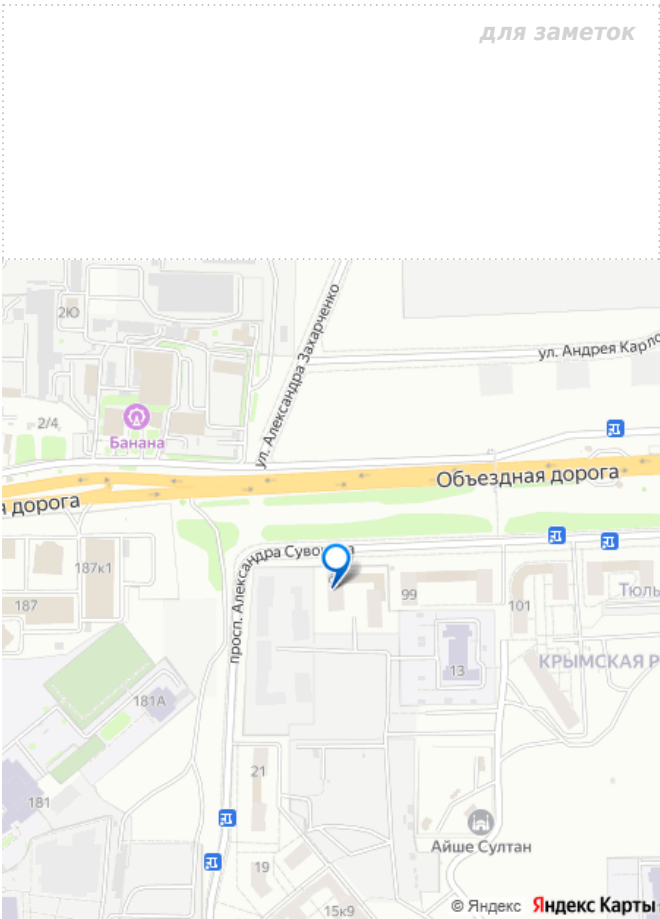 для заметок
ул. Александра Захарченко
2Ю
ул. Андрея Карло
2/4
Банана
Объездная дорога
я дорога
просп. Александра Суво
187к1
187
99
101
Тюль
13
КРЫМСКАЯ Р
181А
21
181
Айше Султан
19
15к9
© Яндекс Яндекс Карты